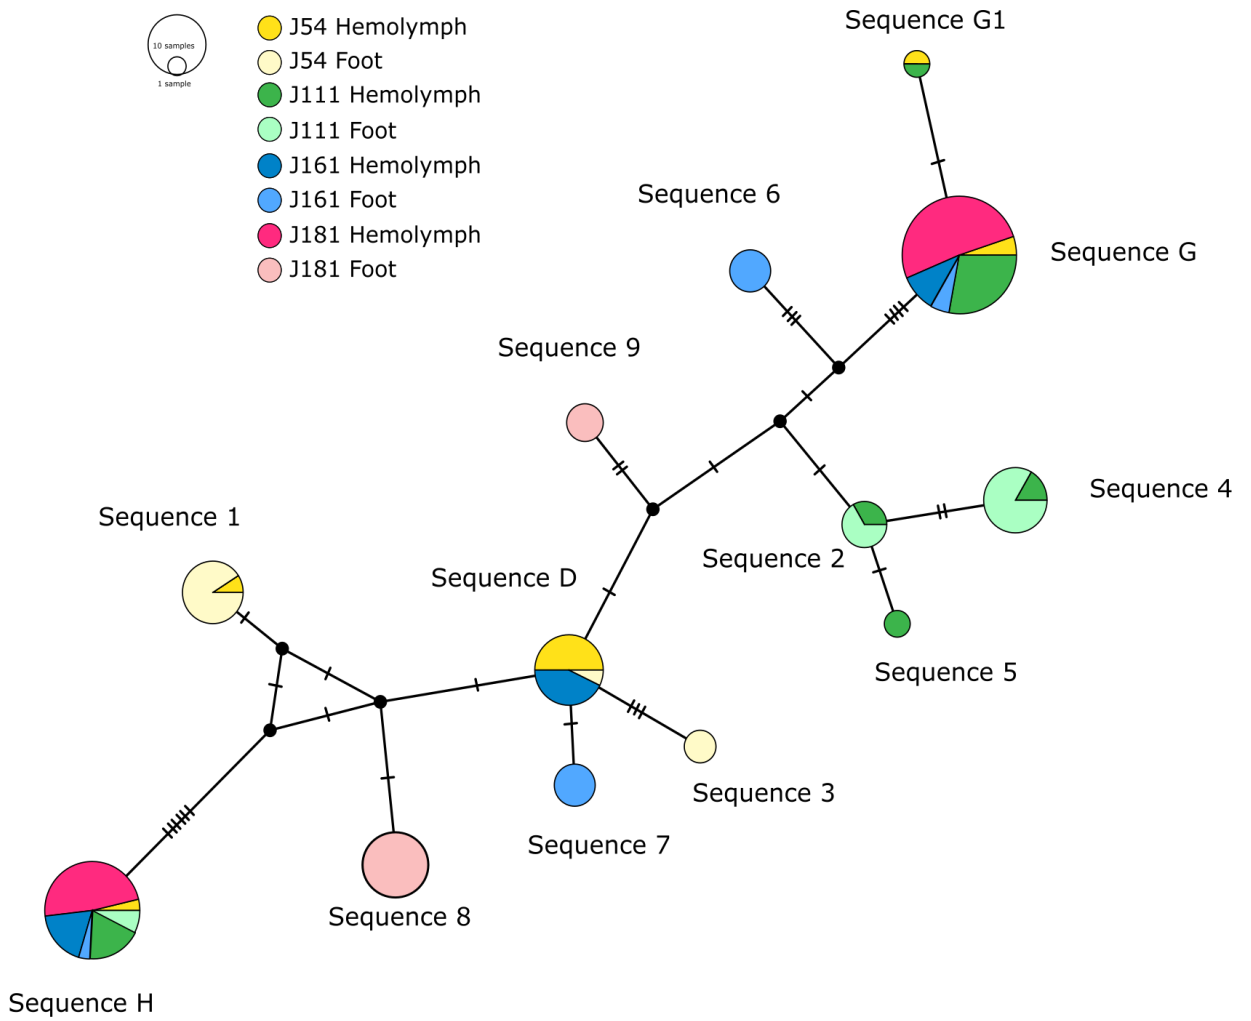 10 samples
1 sample
J54 Hemolymph
J54 Foot
J111 Hemolymph
J111 Foot
J161 Hemolymph
J161 Foot
J181 Hemolymph
J181 Foot
Sequence G1
Sequence 6
Sequence G
Sequence 9
Sequence 4
Sequence 1
Sequence 2
Sequence D
Sequence 5
Sequence 3
Sequence 7
Sequence 8
Sequence H